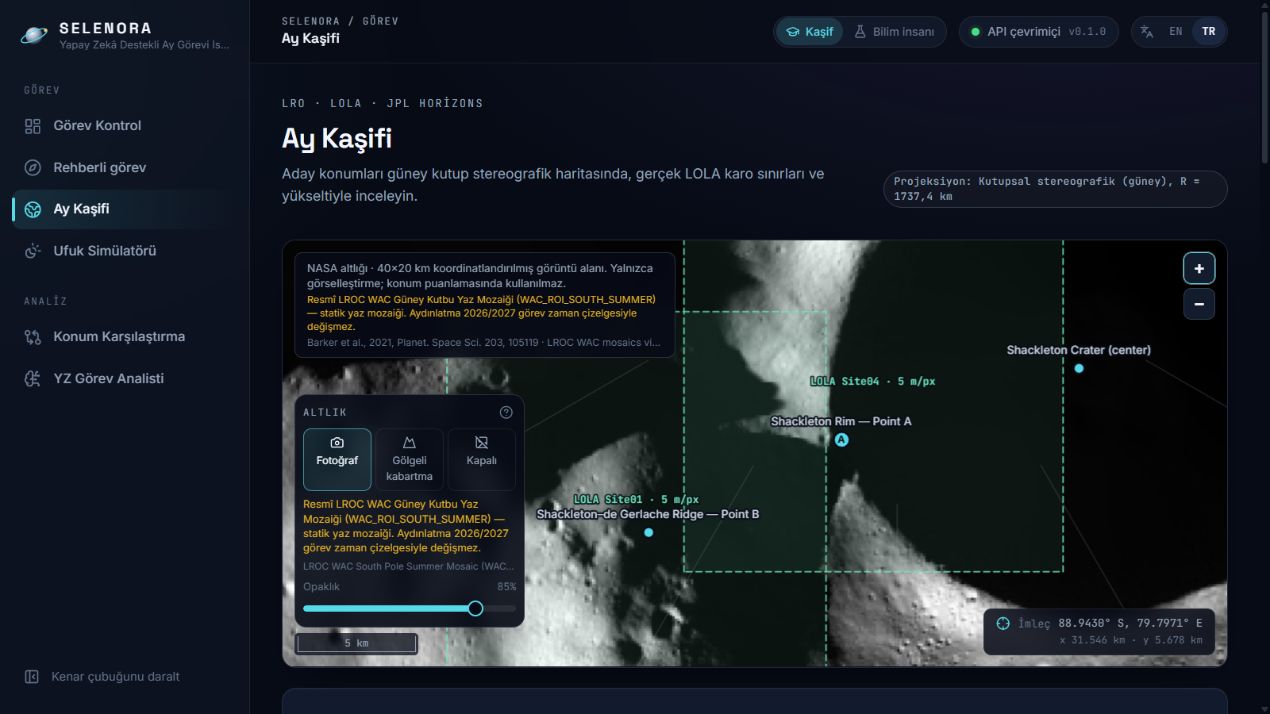 SELENORA
Yapay Zekâ Destekli Ay Görevi İs...
GÖREV
Görev Kontrol
Rehberli görev
Ay Kaşifi
Ufuk Simülatörü
ANALİZ
Konum Karşılaştırma
YZ Görev Analisti
Kenar çubuğunu daralt
SELENORA / GÖREV
Ay Kaşifi
Kaşif
Bilim İnsanı
API çevrimiçi v0.1.0
EN
TR
LRO · LOLA · JPL HORİZONS
Ay Kaşifi
Aday konumları güney kutup stereografik haritasında, gerçek LOLA karo sınırları ve
yükseltiyle inceleyin.
Projeksiyon: Kutupsal stereografik (güney), R =
1737,4 km
NASA altlığı · 40×20 km koordinatlandırılmış görüntü alanı. Yalnızca
görselleştirme; konum puanlamasında kullanılmaz.
Resmî LROC WAC Güney Kutbu Yaz Mozaiği (WAC_ROI_SOUTH_SUMMER)
— statik yaz mozaiği. Aydınlatma 2026/2027 görev zaman çizelgesiyle
değişmez.
Barker et al., 2021, Planet. Space Sci. 203, 105119 · LROC WAC mosaics vi...
+
−
Shackleton Crater (center)
LOLA Site04 · 5 m/px
Shackleton Rim — Point A
A
LOLA Site01 · 5 m/px
Shackleton–de Gerlache Ridge — Point B
ALTLIK
Fotoğraf
Gölgeli
kabartma
Kapalı
Resmî LROC WAC Güney Kutbu Yaz
Mozaiği (WAC_ROI_SOUTH_SUMMER) —
statik yaz mozaiği. Aydınlatma 2026/2027
görev zaman çizelgesiyle değişmez.
LROC WAC South Pole Summer Mosaic (WAC...
Opaklık 85%
5 km
İmleç 88.9430° S, 79.7971° E
x 31.546 km · y 5.678 km